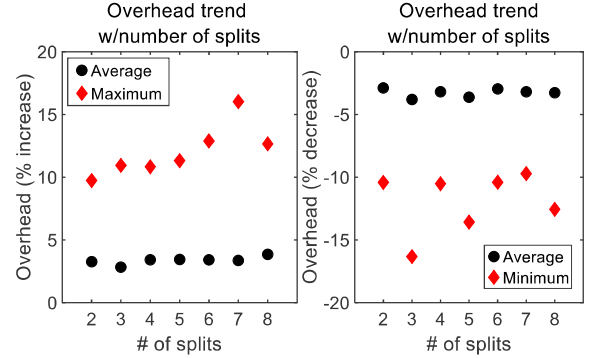 Overhead trend
w/number of splits
Overhead (% increase)
20
15
10
5
0
Average
Maximum
2 3 4 5 6 7 8
# of splits
Overhead trend
w/number of splits
Overhead (% decrease)
0
-5
-10
-15
-20
Average
Minimum
2 3 4 5 6 7 8
# of splits